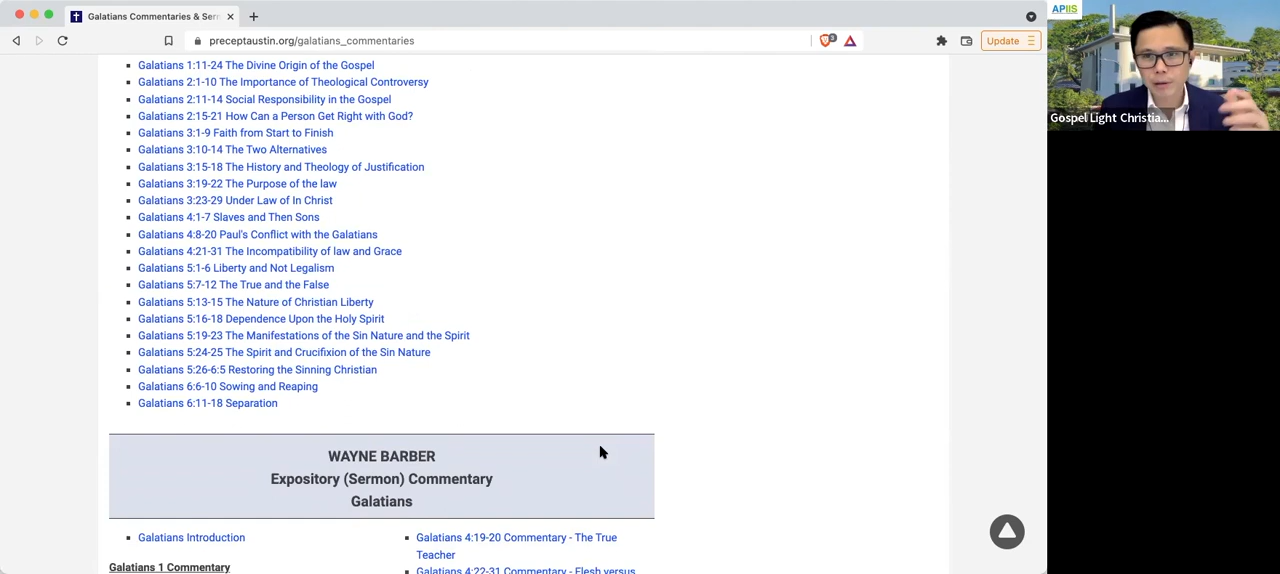 Galatians Commentaries & Ser
preceptaustin.org/galatians_commentaries
3
Update
APIIS
Gospel Light Christia...
Galatians 1:11-24 The Divine Origin of the Gospel
Galatians 2:1-10 The Importance of Theological Controversy
Galatians 2:11-14 Social Responsibility in the Gospel
Galatians 2:15-21 How Can a Person Get Right with God?
Galatians 3:1-9 Faith from Start to Finish
Galatians 3:10-14 The Two Alternatives
Galatians 3:15-18 The History and Theology of Justification
Galatians 3:19-22 The Purpose of the law
Galatians 3:23-29 Under Law of In Christ
Galatians 4:1-7 Slaves and Then Sons
Galatians 4:8-20 Paul's Conflict with the Galatians
Galatians 4:21-31 The Incompatibility of law and Grace
Galatians 5:1-6 Liberty and Not Legalism
Galatians 5:7-12 The True and the False
Galatians 5:13-15 The Nature of Christian Liberty
Galatians 5:16-18 Dependence Upon the Holy Spirit
Galatians 5:19-23 The Manifestations of the Sin Nature and the Spirit
Galatians 5:24-25 The Spirit and Crucifixion of the Sin Nature
Galatians 5:26-6:5 Restoring the Sinning Christian
Galatians 6:6-10 Sowing and Reaping
Galatians 6:11-18 Separation
WAYNE BARBER
Expository (Sermon) Commentary
Galatians
Galatians Introduction
Galatians 1 Commentary
Galatians 4:19-20 Commentary - The True
Teacher
Galatians 4:22-31 Commentary - Flesh versus